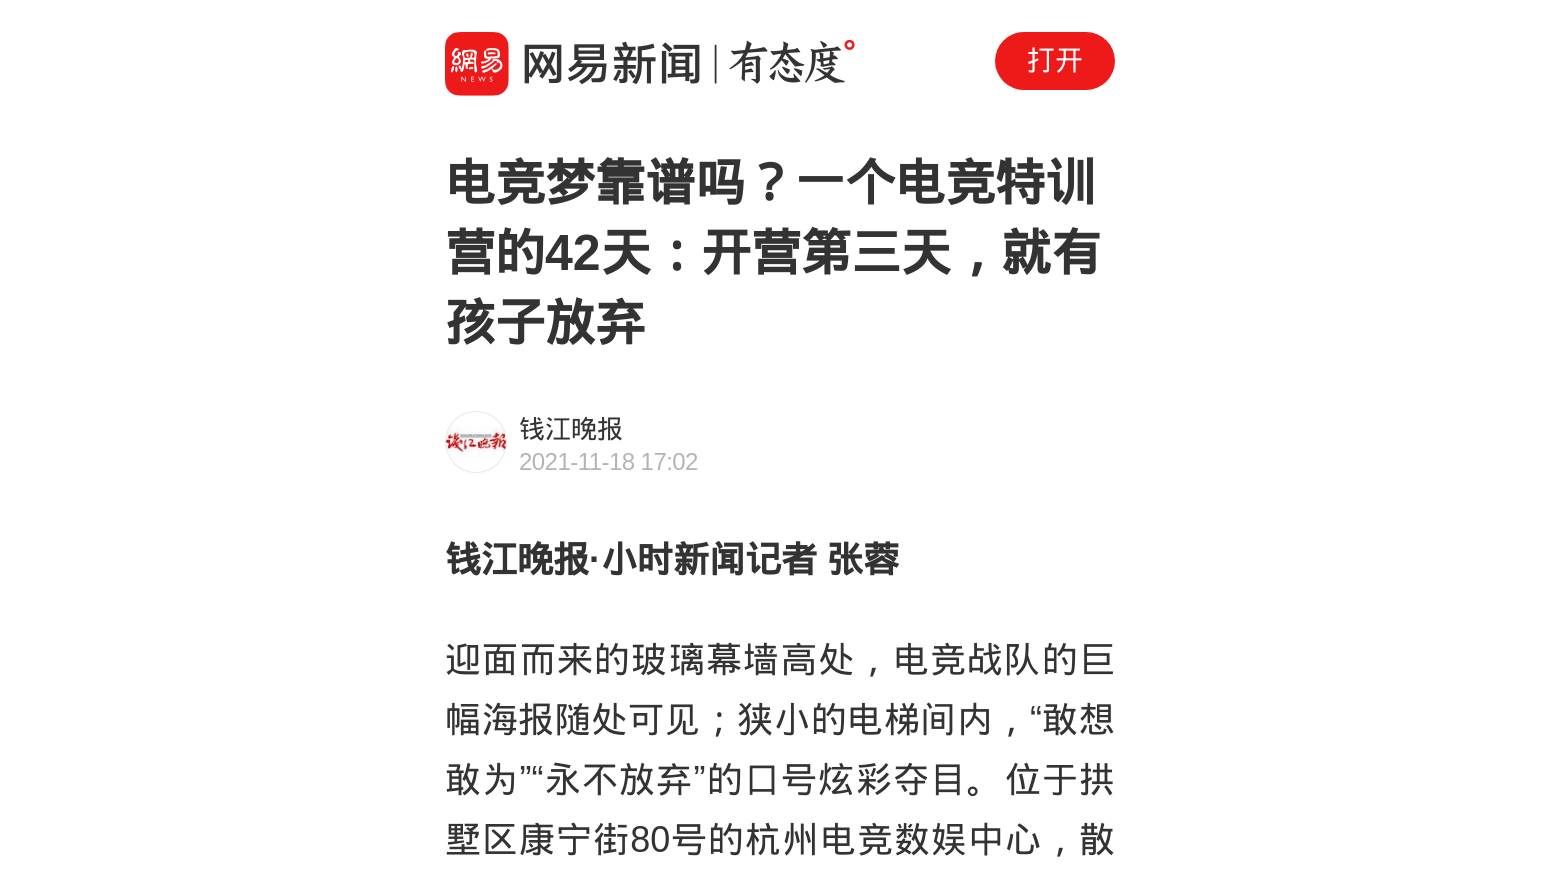 網易
NEWS
网易新闻
有态度
打开
电竞梦靠谱吗？一个电竞特训
营的42天：开营第三天，就有
孩子放弃
钱江晚报
钱江晚报
2021-11-18 17:02
钱江晚报·小时新闻记者 张蓉
迎面而来的玻璃幕墙高处，电竞战队的巨
幅海报随处可见；狭小的电梯间内，“敢想
敢为”“永不放弃”的口号炫彩夺目。位于拱
墅区康宁街80号的杭州电竞数娱中心，散